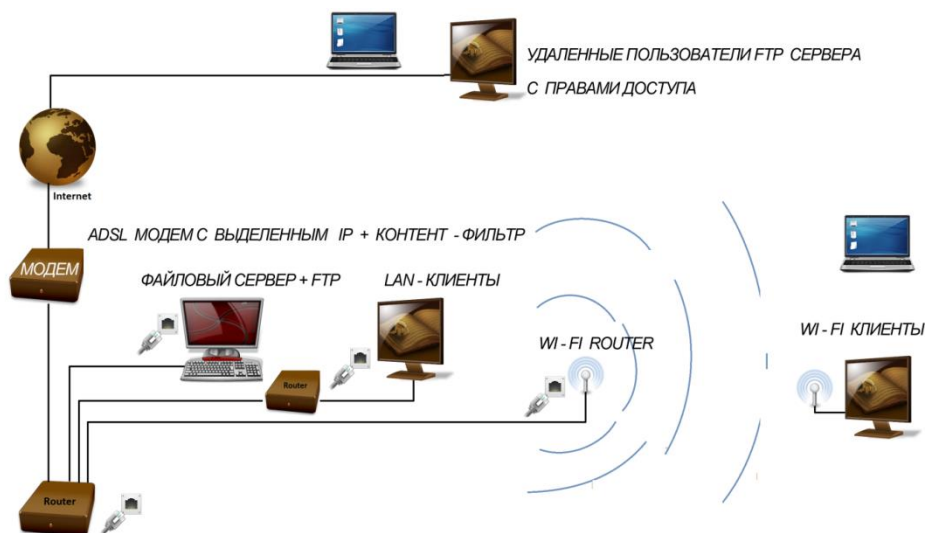 УДАЛЕННЫЕ ПОЛЬЗОВАТЕЛИ FTP СЕРВЕРА
С ПРАВАМИ ДОСТУПА
Internet
ADSL МОДЕМ С ВЫДЕЛЕННЫМ IP + КОНТЕНТ - ФИЛЬТР
МОДЕМ
ФАЙЛОВЫЙ СЕРВЕР + FTP
LAN - КЛИЕНТЫ
WI - FI ROUTER
WI - FI КЛИЕНТЫ
Router
Router